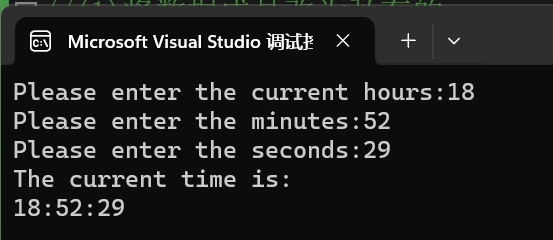 Microsoft Visual Studio 调试
Please enter the current hours:18
Please enter the minutes:52
Please enter the seconds:29
The current time is:
18:52:29